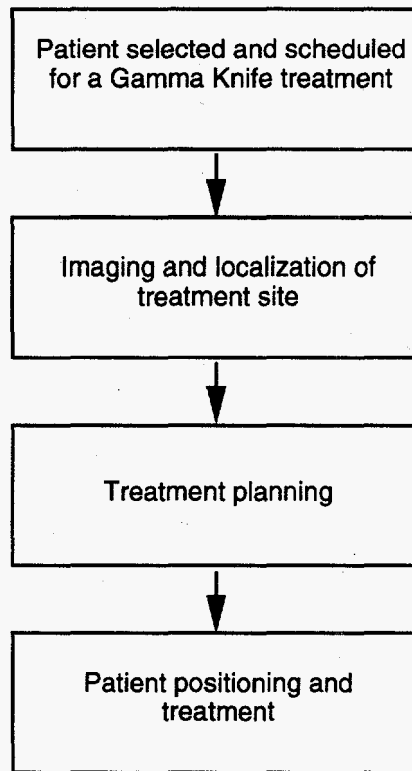 Patient selected and scheduled
for a Gamma Knife treatment
Imaging and localization of
treatment site
Treatment planning
Patient positioning and
treatment